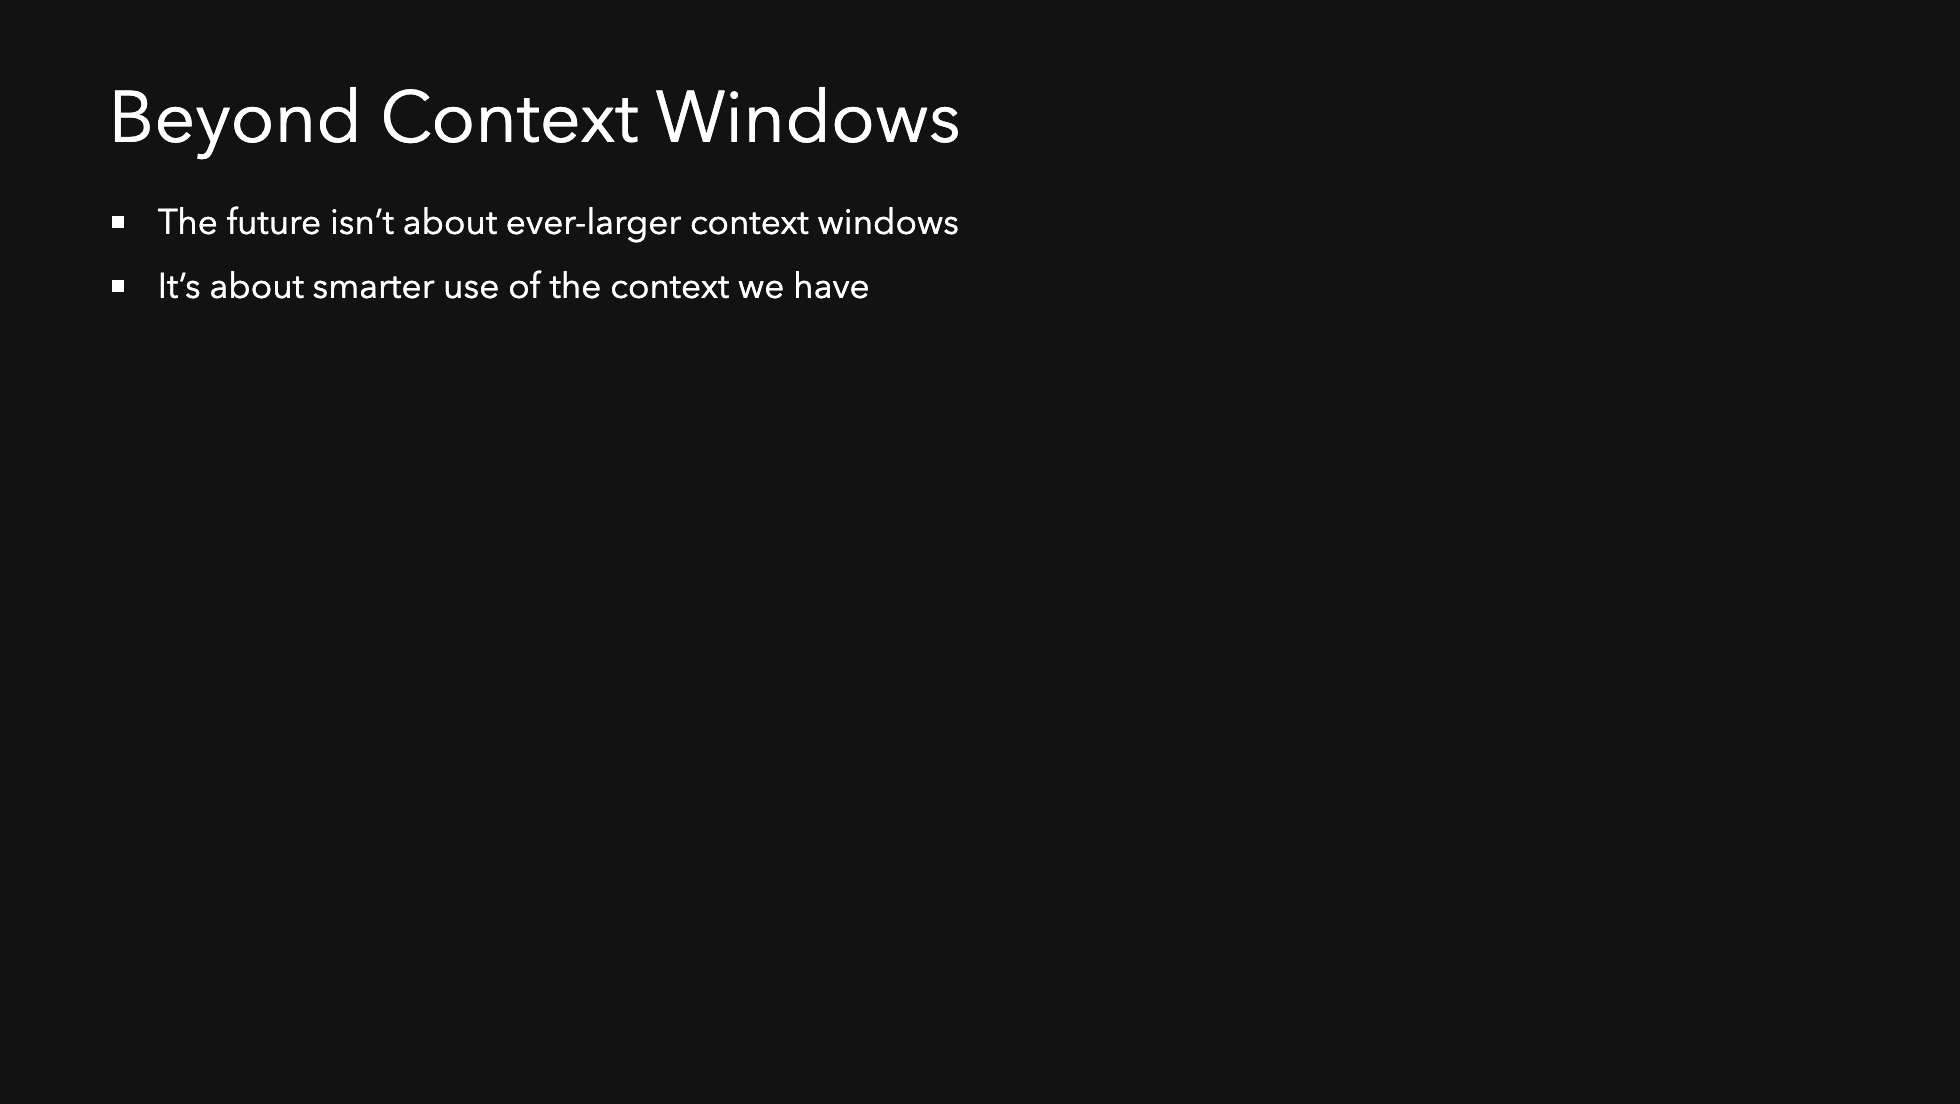 Beyond Context Windows
▪ The future isn’t about ever-larger context windows
▪ It’s about smarter use of the context we have